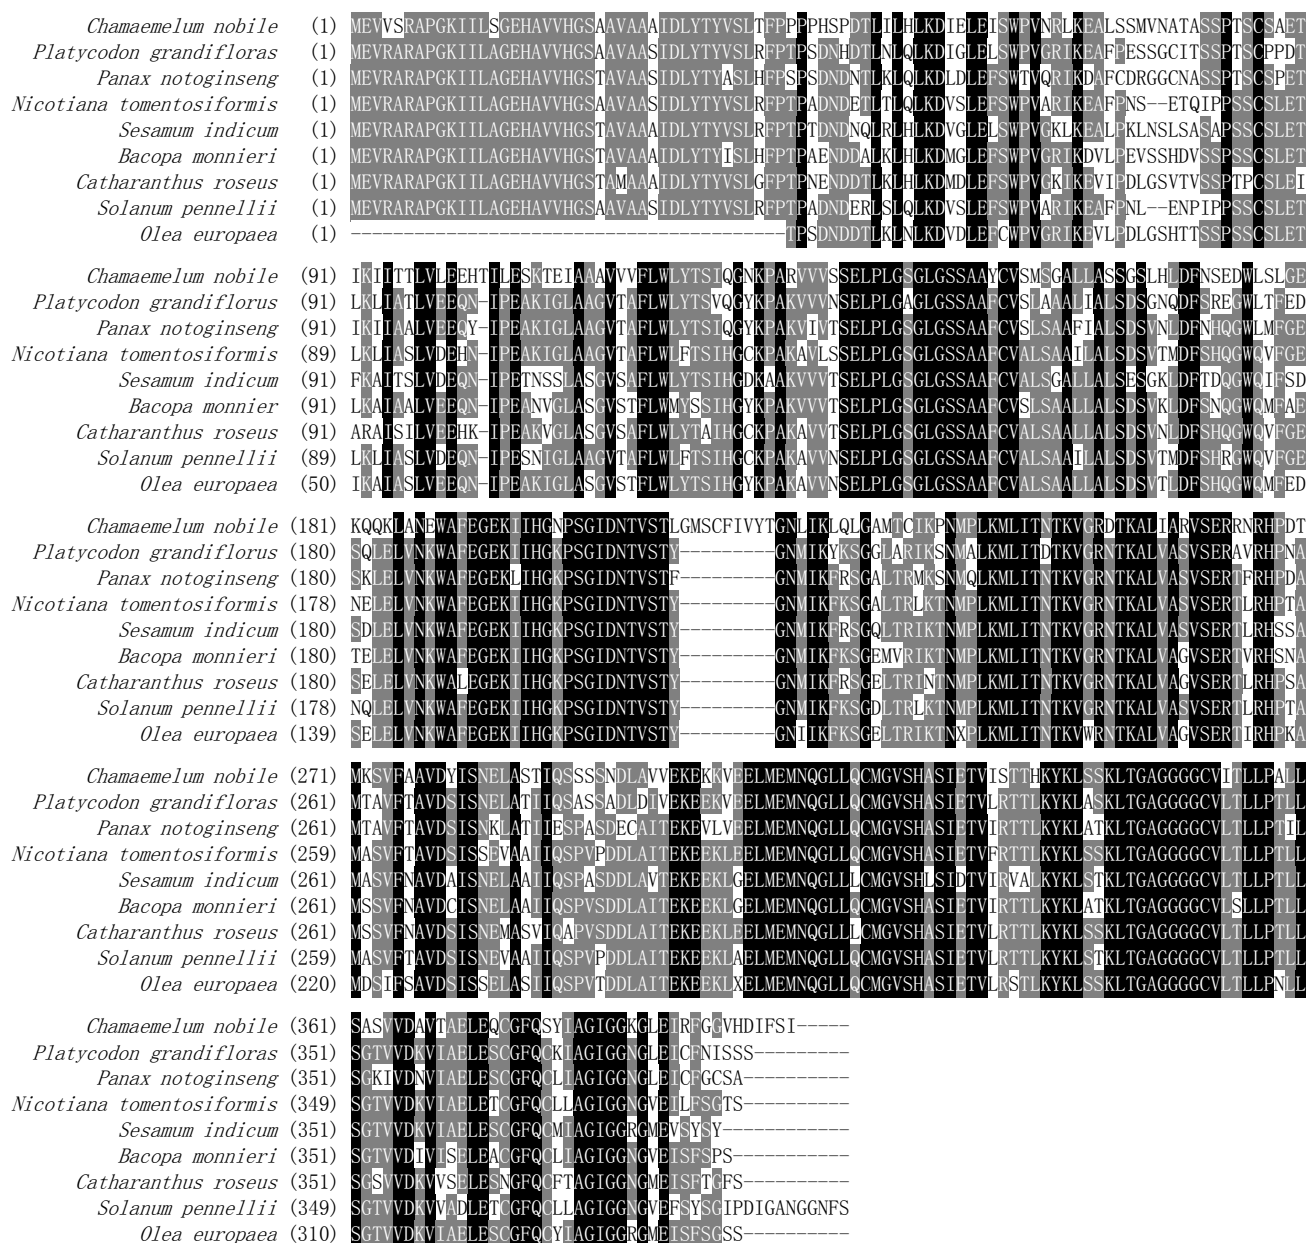 Chamaemelum nobile (1) MEVVSRAPGKIILSGEHAVVHGSAAVAAAIDLYTYVSLTFPPPPHSPDTLILHLKDIELEISWPVNRLKEALSSMVNATASSPTSCSAET
Platycodon grandifloras (1) MEVRARAPGKIILAGEHAVVHGSAAVAASIDLYTYVSLRFPTPSDNHDTLNLQLKDIGLELSWPVGRIKEAFPESSGCITSSPTSCPPDT
Panax notoginseng (1) MEVRARAPGKIILAGEHAVVHGSTAVAASIDLYTYASLHFPSPSDNDNTLKLQLKDLDLEFSWTVQRIKDAFCDRGGCNASSPTSCSPET
Nicotiana tomentosiformis (1) MEVRARAPGKIILAGEHAVVHGSAAVAASIDLYTYVSLRFPTPADNDETLTLQLKDVSLEFSWPVARIKEAFPNS--ETQIPPSSCSLET
Sesamum indicum (1) MEVRARAPGKIILAGEHAVVHGSTAVAAAIDLYTYVSLRFPTPTDNDNQLRLHLKDVGLELSWPVGKLKEALPKLNSLSASAPSSCSLET
Bacopa monnieri (1) MEVRARAPGKIILAGEHAVVHGSTAVAAAIDLYTYISLHFPTPAENDDALKLHLKDMGLEFSWPVGRIKDVLPEVSSHDVSSPSSCSLET
Catharanthus roseus (1) MEVRARAPGKIILAGEHAVVHGSTAMAAAIDLYTYVSLGFPTPNENDDTLKLHLKDMDLEFSWPVGKIKEVIPDLGSVTVSSPTPCSLEI
Solanum pennellii (1) MEVRARAPGKIILAGEHAVVHGSAAVAASIDLYTYVSLRFPTPADNDERLSLQLKDVSLEFSWPVARIKEAFPNL--ENPIPPSSCSLET
Olea europaea (1) -----------------------------------------TPSDNDDTLKLNLKDVDLEFCWPVGRIKEVLPDLGSHTTSSPSSCSLET
Chamaemelum nobile (91) IKIITTLVLEEHTILESKTEIAAAVVVFLWLYTSIQGNKPARVVVSSELPLGSGLGSSAAYCVSMSGALLASSGSLHLDFNSEDWLSLGE
Platycodon grandiflorus (91) LKLIATLVEEQN-IPEAKIGLAAGVTAFLWLYTSVQGYKPAKVVVNSELPLGAGLGSSAAFCVSLAAALIALSDSGNQDFSREGWLTFED
Panax notoginseng (91) IKIIAALVEEQY-IPEAKIGLAAGVTAFLWLYTSIQGYKPAKVIVTSELPLGSGLGSSAAFCVSLSAAFIALSDSVNLDFNHQGWLMFGE
Nicotiana tomentosiformis (89) LKLIASLVDEHN-IPEAKIGLAAGVTAFLWLFTSIHGCKPAKAVLSSELPLGSGLGSSAAFCVALSAAILALSDSVTMDFSHQGWQVFGE
Sesamum indicum (91) FKAITSLVDEQN-IPETNSSLASGVSAFLWLYTSIHGDKAAKVVVTSELPLGSGLGSSAAFCVALSGALLALSESGKLDFTDQGWQIFSD
Bacopa monnier (91) LKAIAALVEEQN-IPEANVGLASGVSTFLWMYSSIHGYKPAKVVVTSELPLGSGLGSSAAFCVSLSAALLALSDSVKLDFSNQGWQMFAE
Catharanthus roseus (91) ARAISILVEEHK-IPEAKVGLASGVSAFLWLYTAIHGCKPAKAVVTSELPLGSGLGSSAAFCVALSAALLALSDSVNLDFSHQGWQVFGE
Solanum pennellii (89) LKLIASLVDEQN-IPESNIGLAAGVTAFLWLFTSIHGCKPAKAVVNSELPLGSGLGSSAAFCVALSAAILALSDSVTMDFSHRGWQVFGE
Olea europaea (50) IKAIASLVEEQN-IPEAKIGLASGVSTFLWLYTSIHGYKPAKAVVNSELPLGSGLGSSAAFCVALSAALLALSDSVTLDFSHQGWQMFED
Chamaemelum nobile (181) KQQKLANEWAFEGEKIIHGNPSGIDNTVSTLGMSCFIVYTGNLIKLQLGAMTCIKPNMPLKMLITNTKVGRDTKALIARVSERRNRHPDT
Platycodon grandiflorus (180) SQLELVNKWAFEGEKIIHGKPSGIDNTVSTY---------GNMIKYKSGGLARIKSNMALKMLITDTKVGRNTKALVASVSERAVRHPNA
Panax notoginseng (180) SKLELVNKWAFEGEKLIHGKPSGIDNTVSTF---------GNMIKFRSGALTRMKSNMQLKMLITNTKVGRNTKALVASVSERTFRHPDA
Nicotiana tomentosiformis (178) NELELVNKWAFEGEKIIHGKPSGIDNTVSTY---------GNMIKFKSGALTRLKTNMPLKMLITNTKVGRNTKALVASVSERTLRHPTA
Sesamum indicum (180) SDLELVNKWAFEGEKIIHGKPSGIDNTVSTY---------GNMIKFRSGQLTRIKTNMPLKMLITNTKVGRNTKALVASVSERTLRHSSA
Bacopa monnieri (180) TELELVNKWAFEGEKIIHGKPSGIDNTVSTY---------GNMIKFKSGEMVRIKTNMPLKMLITNTKVGRNTKALVAGVSERTVRHSNA
Catharanthus roseus (180) SELELVNKWALEGEKIIHGKPSGIDNTVSTY---------GNMIKFRSGELTRINTNMPLKMLITNTKVGRNTKALVAGVSERTLRHPSA
Solanum pennellii (178) NQLELVNKWAFEGEKIIHGKPSGIDNTVSTY---------GNMIKFKSGDLTRLKTNMPLKMLITNTKVGRNTKALVASVSERTLRHPTA
Olea europaea (139) SELELVNKWAFEGEKIIHGKPSGIDNTVSTY---------GNIIKFKSGELTRIKTNXPLKMLITNTKVWRNTKALVAGVSERTIRHPKA
Chamaemelum nobile (271) MKSVFAAVDYISNELASTIQSSSSNDLAVVEKEKKVEELMEMNQGLLQCMGVSHASIETVISTTHKYKLSSKLTGAGGGGCVITLLPALL
Platycodon grandifloras (261) MTAVFTAVDSISNELATIIQSASSADLDIVEKEEKVEELMEMNQGLLQCMGVSHASIETVLRTTLKYKLASKLTGAGGGGCVLTLLPTLL
Panax notoginseng (261) MTAVFTAVDSISNKLATIIESPASDECAITEKEVLVEELMEMNQGLLQCMGVSHASIETVIRTTLKYKLATKLTGAGGGGCVLTLLPTIL
Nicotiana tomentosiformis (259) MASVFTAVDSISSEVAAIIQSPVPDDLAITEKEEKLEELMEMNQGLLQCMGVSHASIETVFRTTLKYKLSSKLTGAGGGGCVLTLLPTLL
Sesamum indicum (261) MASVFNAVDAISNELAAIIQSPASDDLAVTEKEEKLGELMEMNQGLLLCMGVSHLSIDTVIRVALKYKLSTKLTGAGGGGCVLTLLPTLL
Bacopa monnieri (261) MSSVFNAVDCISNELAAIIQSPVSDDLAITEKEEKLGELMEMNQGLLQCMGVSHASIETVIRTTLKYKLATKLTGAGGGGCVLSLLPTLL
Catharanthus roseus (261) MSSVFNAVDSISNEMASVIQAPVSDDLAITEKEEKLEELMEMNQGLLLCMGVSHASIETVLRTTLKYKLSSKLTGAGGGGCVLTLLPTLL
Solanum pennellii (259) MASVFTAVDSISNEVAAIIQSPVPDDLAITEKEEKLAELMEMNQGLLQCMGVSHASIETVLRTTLKYKLSTKLTGAGGGGCVLTLLPTLL
Olea europaea (220) MDSIFSAVDSISSELASIIQSPVTDDLAITEKEEKLXELMEMNQGLLQCMGVSHASIETVLRSTLKYKLSSKLTGAGGGGCVLTLLPNLL
Chamaemelum nobile (361) SASVVDAVTAELEQCGFQSYIAGIGGKGLEIRFGGVHDIFSI-----
Platycodon grandifloras (351) SGTVVDKVIAELESCGFQCKIAGIGGNGLEICFNISSS---------
Panax notoginseng (351) SGKIVDNVIAELESCGFQCLIAGIGGNGLEICFGCSA----------
Nicotiana tomentosiformis (349) SGTVVDKVIAELETCGFQCLLAGIGGNGVEILFSGTS----------
Sesamum indicum (351) SGTVVDKVIAELESCGFQCMIAGIGGRGMEVSYSY------------
Bacopa monnieri (351) SGTVVDIVISELEACGFQCLIAGIGGNGVEISFSPS-----------
Catharanthus roseus (351) SGSVVDKVVSELESNGFQCFTAGIGGNGMEISFTGFS----------
Solanum pennellii (349) SGTVVDKVVADLETCGFQCLLAGIGGNGVEFSYSGIPDIGANGGNFS
Olea europaea (310) SGTVVDKVIAELESCGFQCYIAGIGGRGMEISFSGSS----------